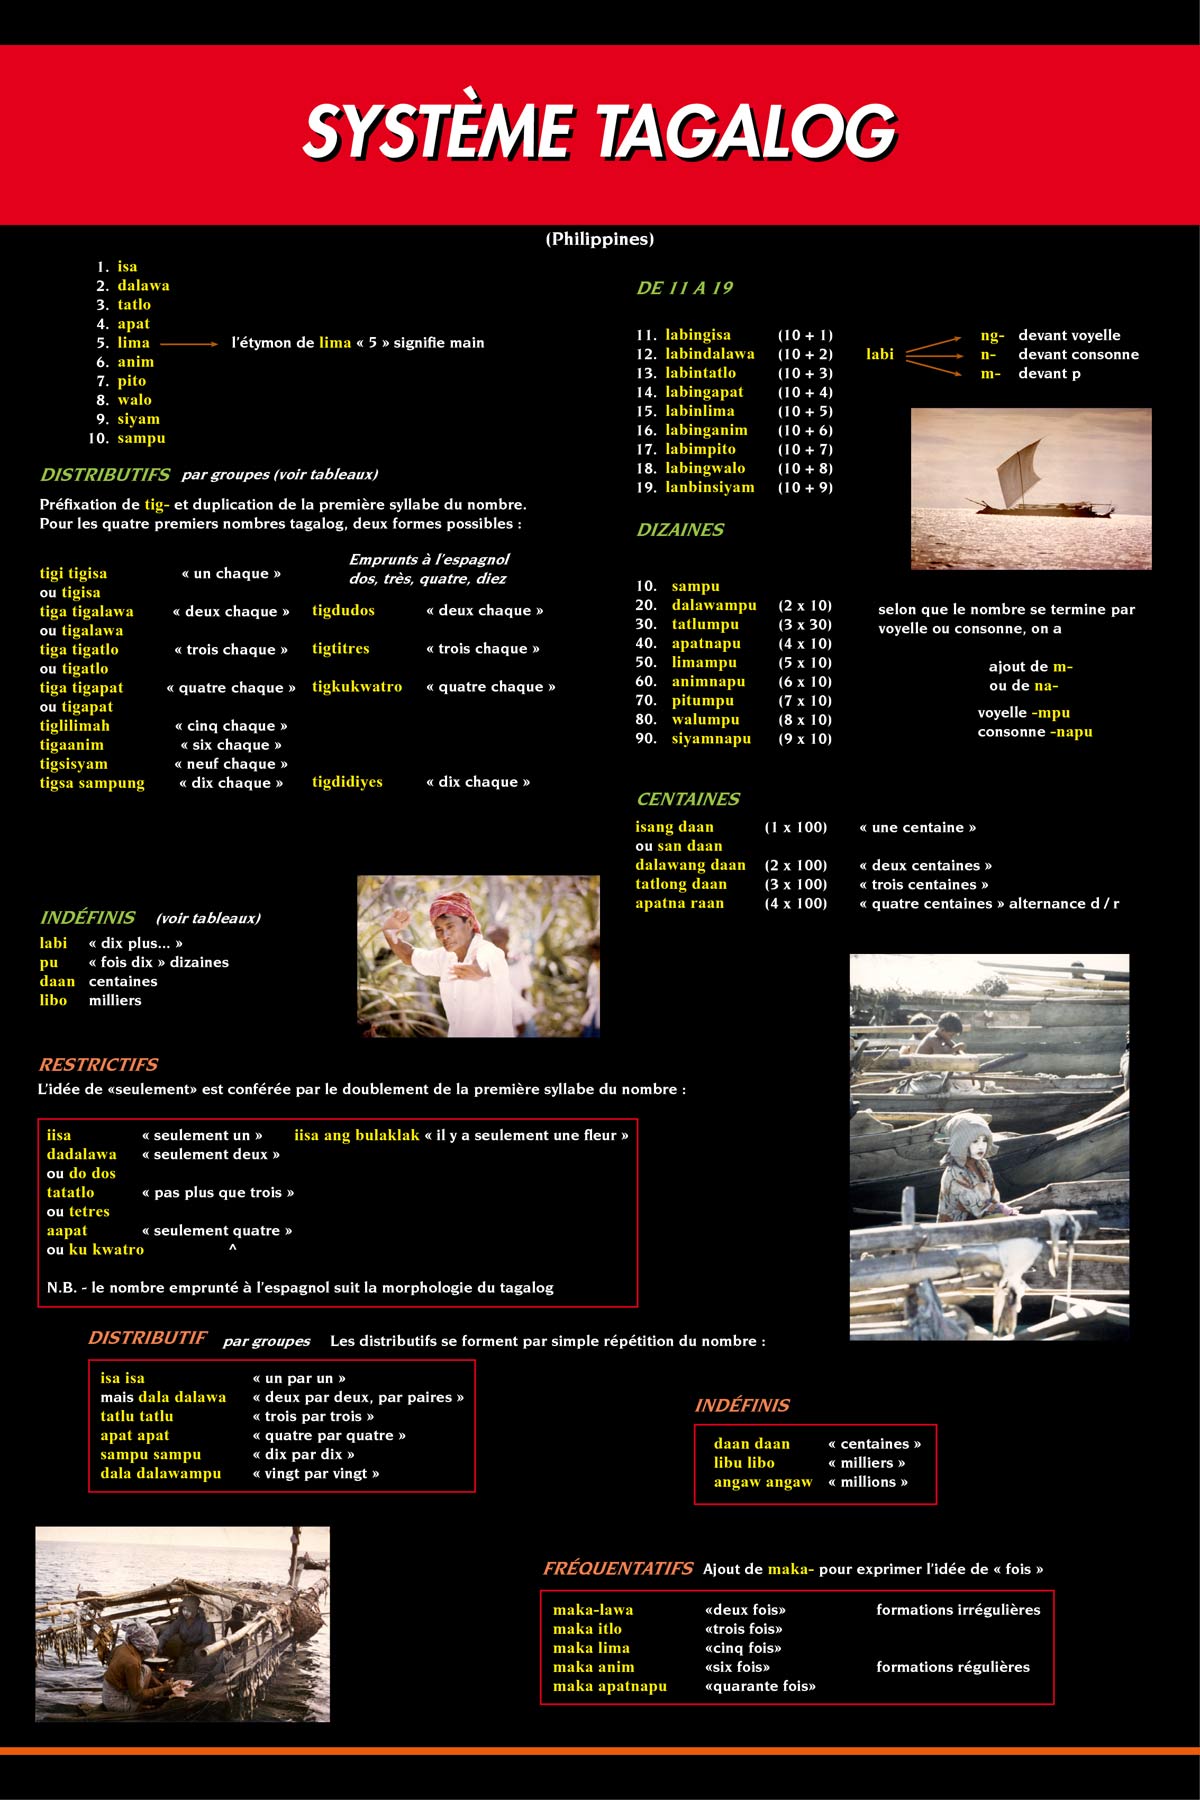 SYSTÈME TAGALOG
(Philippines)
1. isa
2. dalawa
3. tatlo
4. apat
5. lima l'étymon de lima « 5 » signifie main
6. anim
7. pito
8. walo
9. siyam
10. sampu
DISTRIBUTIFS par groupes (voir tableaux)
Préfixation de tig- et duplication de la première syllabe du nombre.
Pour les quatre premiers nombres tagalog, deux formes possibles :
Emprunts à l'espagnol
dos, très, quatre, diez
tigi tigisa « un chaque »
ou tigisa
tiga tigalawa « deux chaque » tigdudos « deux chaque »
ou tigalawa
tiga tigatlo « trois chaque » tigtitres « trois chaque »
ou tigatlo
tiga tigapat « quatre chaque » tigkukwatro « quatre chaque »
ou tigapat
tiglilimah « cinq chaque »
tigaanim « six chaque »
tigsisyam « neuf chaque »
tigsa sampung « dix chaque » tigdidiyes « dix chaque »
INDÉFINIS (voir tableaux)
labi « dix plus... »
pu « fois dix » dizaines
daan centaines
libo milliers
DE 11 A 19
11. labingisa (10 + 1)
12. labindalawa (10 + 2)
13. labintatlo (10 + 3)
14. labingapat (10 + 4)
15. labinlima (10 + 5)
16. labinganim (10 + 6)
17. labimpito (10 + 7)
18. labingwalo (10 + 8)
19. lanbinsiyam (10 + 9)
labi
ng- devant voyelle
n- devant consonne
m- devant p
DIZAINES
10. sampu
20. dalawampu (2 x 10)
30. tatlumpu (3 x 30)
40. apatnapu (4 x 10)
50. limampu (5 x 10)
60. animnapu (6 x 10)
70. pitumpu (7 x 10)
80. walumpu (8 x 10)
90. siyamnapu (9 x 10)
selon que le nombre se termine par
voyelle ou consonne, on a
ajout de m-
ou de na-
voyelle -mpu
consonne -napu
CENTAINES
isang daan (1 x 100) « une centaine »
ou san daan
dalawang daan (2 x 100) « deux centaines »
tatlong daan (3 x 100) « trois centaines »
apatna raan (4 x 100) « quatre centaines » alternance d / r
RESTRICTIFS
L'idée de «seulement» est conférée par le doublement de la première syllabe du nombre :
iisa « seulement un » iisa ang bulaklak « il y a seulement une fleur »
dadalawa « seulement deux »
ou do dos
tatatlo « pas plus que trois »
ou tetres
aapat « seulement quatre »
ou ku kwatro ^
N.B. - le nombre emprunté à l'espagnol suit la morphologie du tagalog
DISTRIBUTIF par groupes Les distributifs se forment par simple répétition du nombre :
isa isa « un par un »
mais dala dalawa « deux par deux, par paires »
tatlu tatlu « trois par trois »
apat apat « quatre par quatre »
sampu sampu « dix par dix »
dala dalawampu « vingt par vingt »
INDÉFINIS
daan daan « centaines »
libu libo « milliers »
angaw angaw « millions »
FRÉQUENTATIFS Ajout de maka- pour exprimer l'idée de « fois »
maka-lawa «deux fois» formations irrégulières
maka itlo «trois fois»
maka lima «cinq fois»
maka anim «six fois» formations régulières
maka apatnapu «quarante fois»